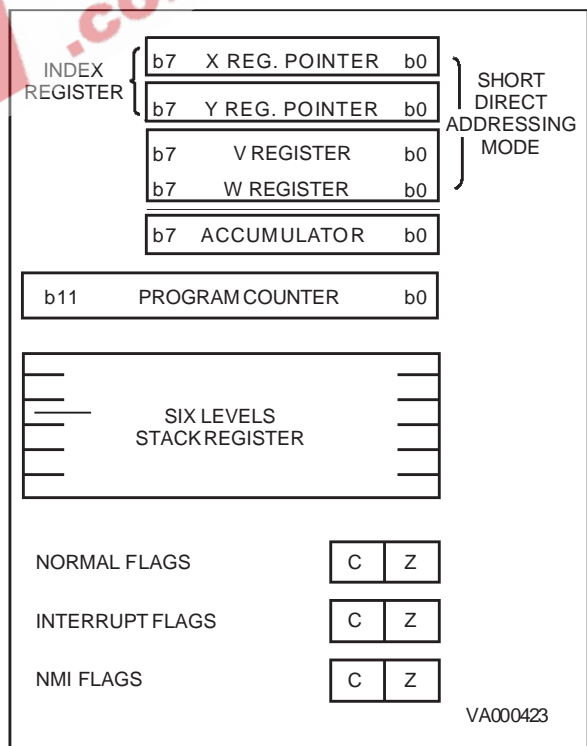 .co
INDEX
REGISTER
b7 X REG. POINTER b0
b7 Y REG. POINTER b0
b7 V REGISTER b0
b7 W REGISTER b0
SHORT
DIRECT
ADDRESSING
MODE
b7 ACCUMULATOR b0
b11 PROGRAM COUNTER b0
SIX LEVELS
STACK REGISTER
NORMAL FLAGS C Z
INTERRUPT FLAGS C Z
NMI FLAGS C Z
VA000423